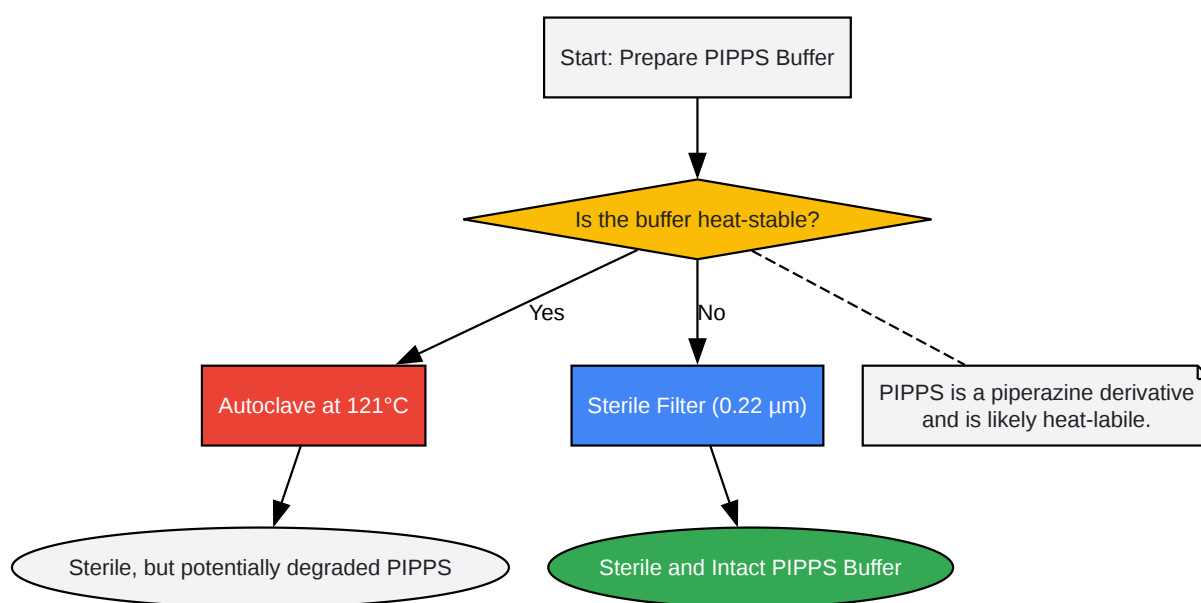 Start: Prepare PIPPS Buffer
Is the buffer heat-stable?
Yes
No
Autoclave at 121°C
Sterile Filter (0.22 µm)
PIPPS is a piperazine derivative
and is likely heat-labile.
Sterile, but potentially degraded PIPPS
Sterile and Intact PIPPS Buffer